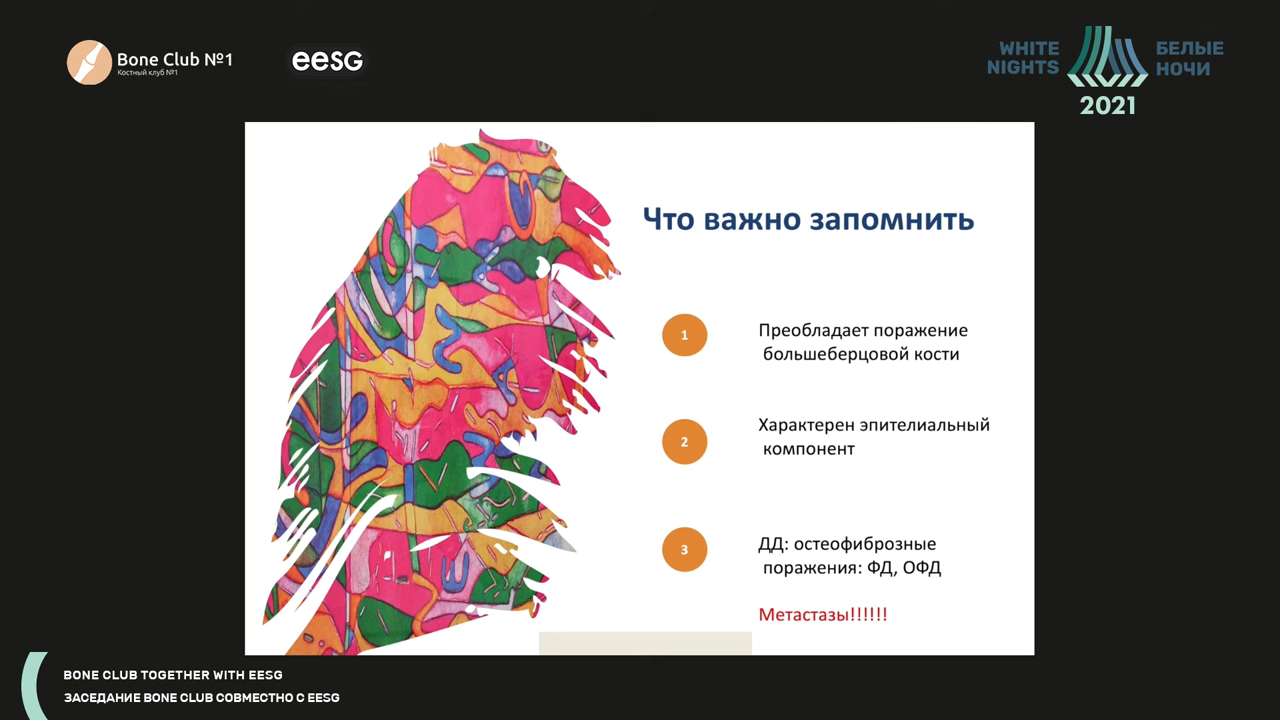 Bone Club №1
Костный клуб №1
eesg
WHITE
NIGHTS
БЕЛЫЕ
НОЧИ
2021
Что важно запомнить
1
Преобладает поражение
большеберцовой кости
2
Характерен эпителиальный
компонент
3
ДД: остеофиброзные
поражения: ФД, ОФД
Метастазы!!!!!!
BONE CLUB TOGETHER WITH EESG
ЗАСЕДАНИЕ BONE CLUB СОВМЕСТНО С EESG